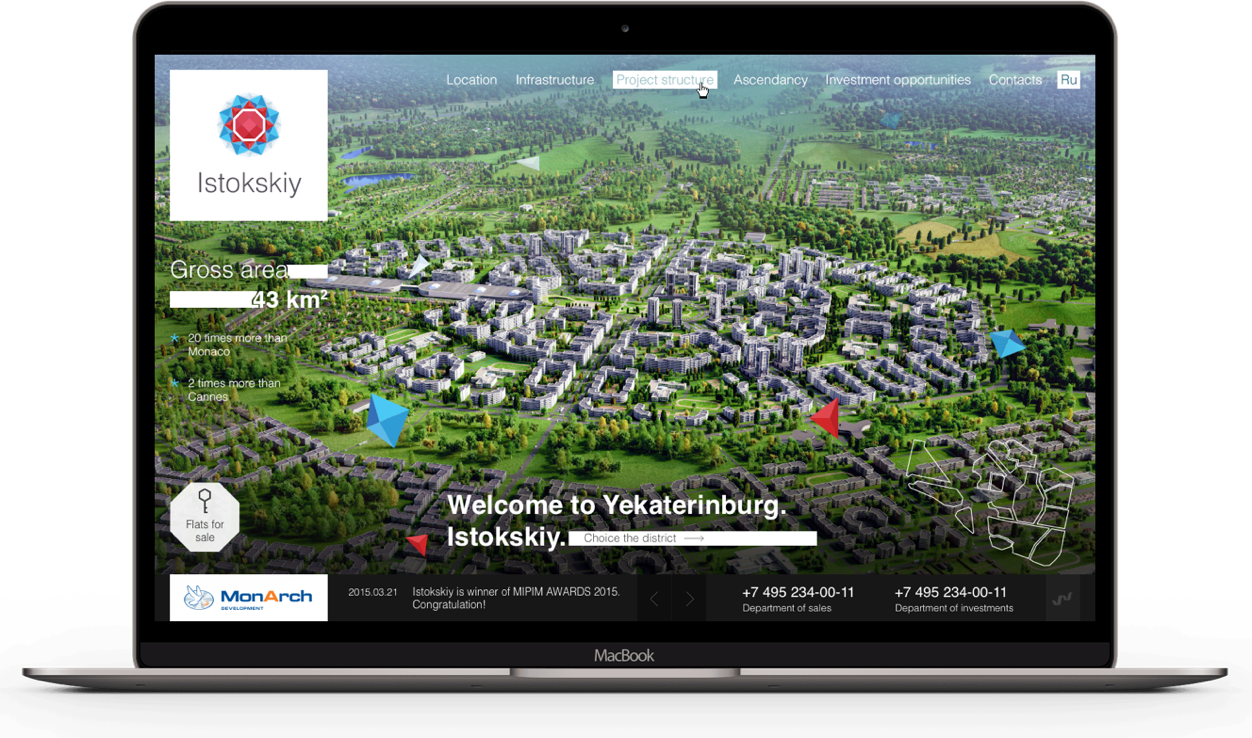 Location Infrastructure Project structure Ascendancy Investment opportunities Contacts Ru
Istokskiy
Gross area
43 km²
* 20 times more than
Monaco
* 2 times more than
Cannes
Flats for
sale
Welcome to Yekaterinburg.
Istokskiy.
Choice the district
MonArch
DEVELOPMENT
2015.03.21
Istokskiy is winner of MIPIM AWARDS 2015.
Congratulation!
+7 495 234-00-11
Department of sales
+7 495 234-00-11
Department of investments
MacBook